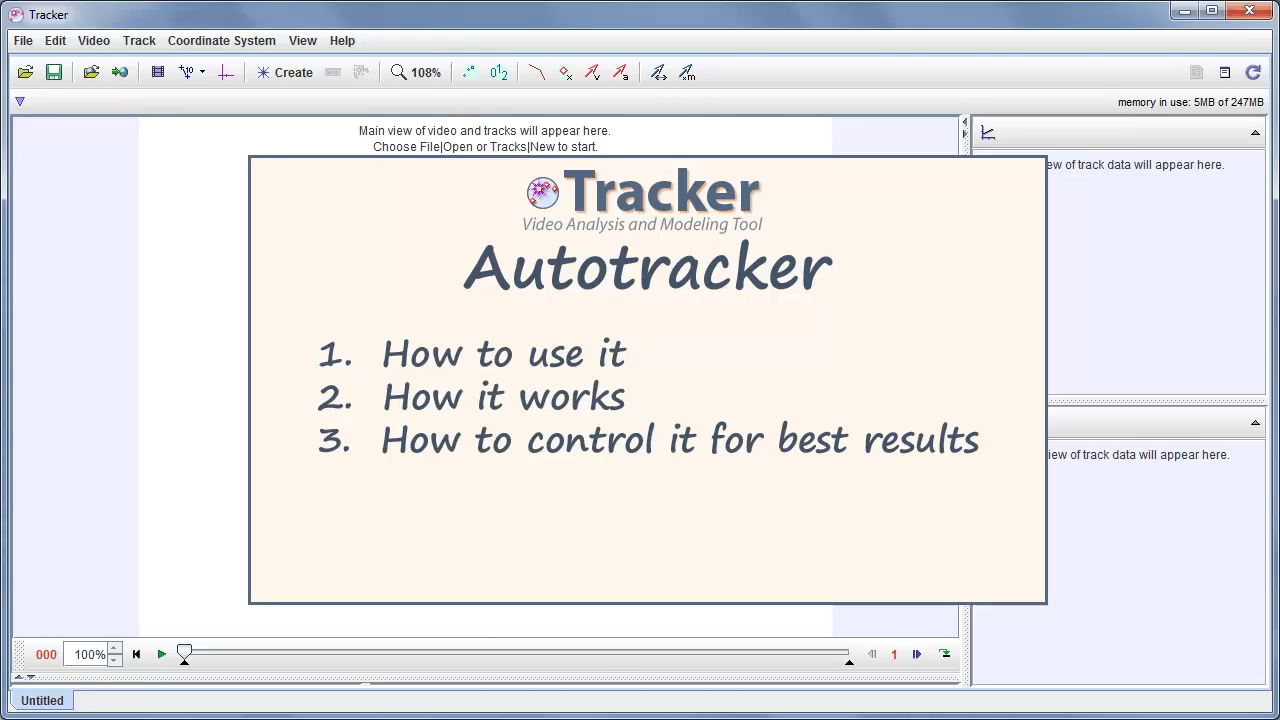 Tracker
File Edit Video Track Coordinate System View Help
Create 108%
memory in use: 5MB of 247MB
Main view of video and tracks will appear here.
Choose File|Open or Tracks|New to start.
Tracker
Video Analysis and Modeling Tool
Autotracker
1. How to use it
2. How it works
3. How to control it for best results
view of track data will appear here.
view of track data will appear here.
000 100% 1
Untitled